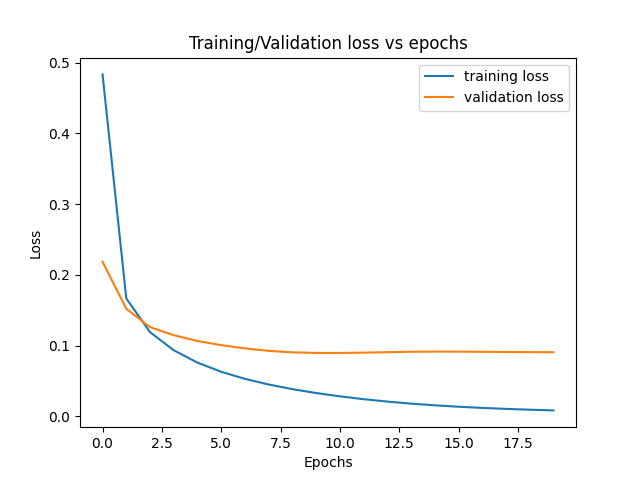 Training/Validation loss vs epochs
training loss
validation loss
0.5
0.4
0.3
0.2
0.1
0.0
Loss
0.0 2.5 5.0 7.5 10.0 12.5 15.0 17.5
Epochs